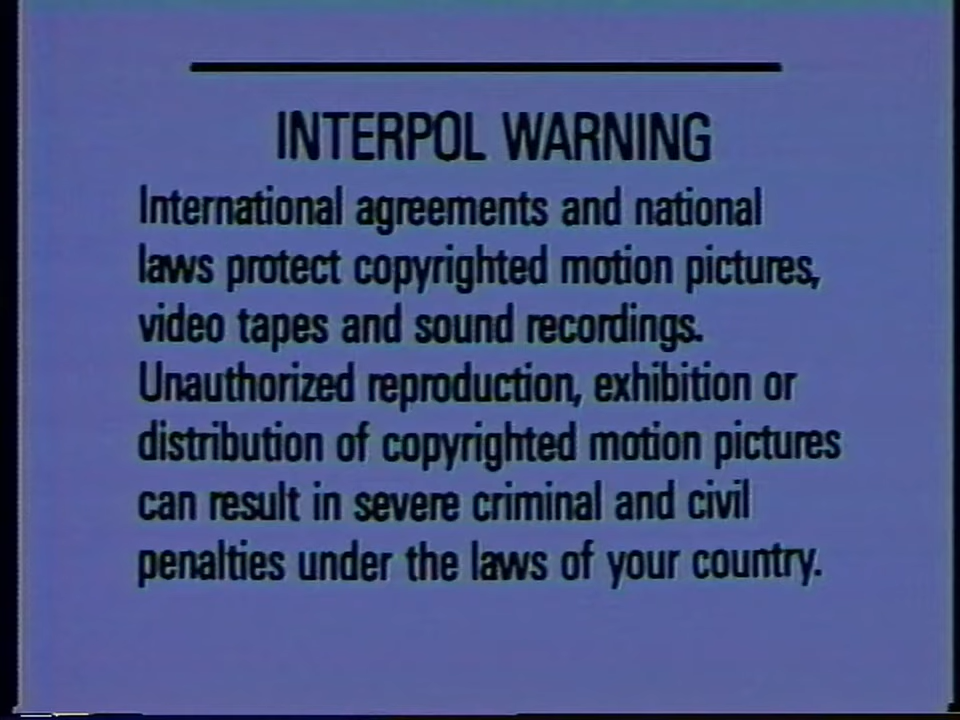 INTERPOL WARNING
International agreements and national
laws protect copyrighted motion pictures,
video tapes and sound recordings.
Unauthorized reproduction, exhibition or
distribution of copyrighted motion pictures
can result in severe criminal and civil
penalties under the laws of your country.